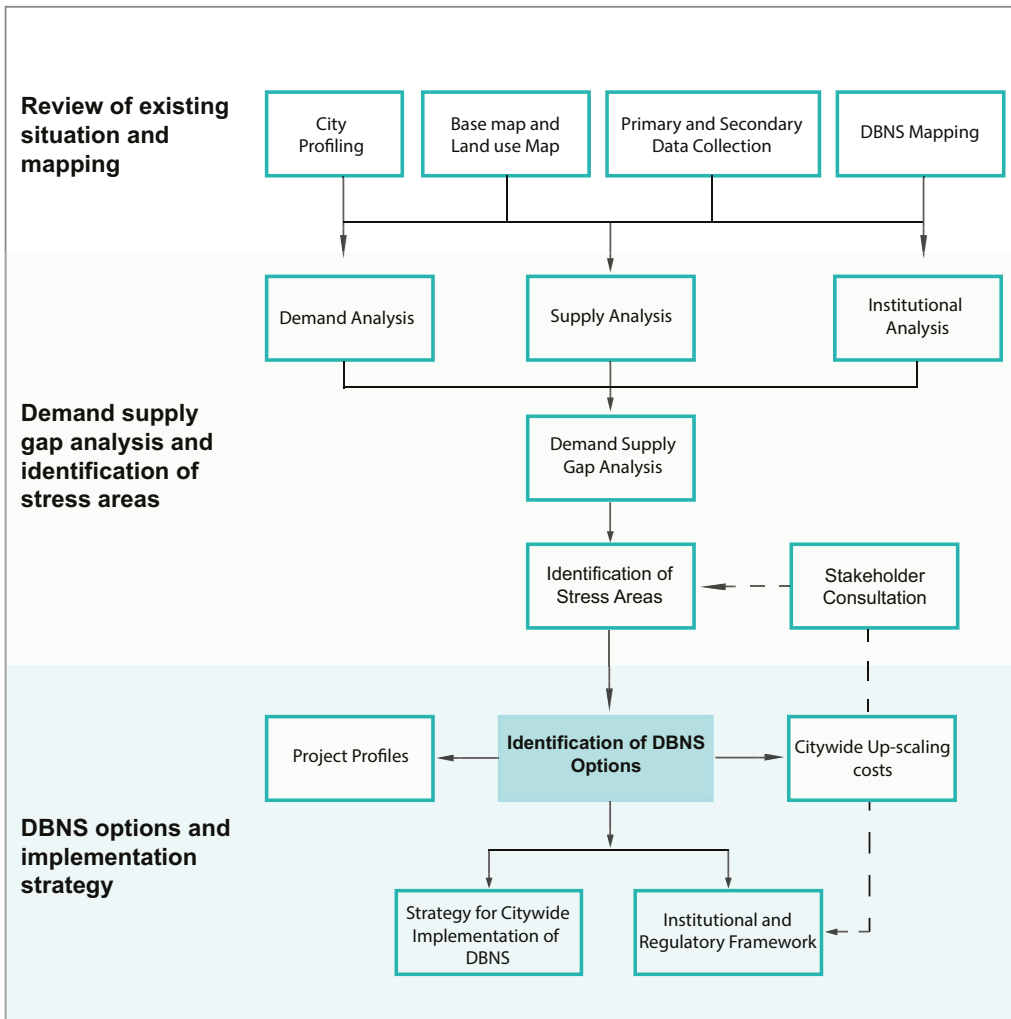 Review of existing
situation and
mapping
City
Profiling
Base map and
Land use Map
Primary and Secondary
Data Collection
DBNS Mapping
Demand supply
gap analysis and
identification of
stress areas
Demand Analysis
Supply Analysis
Institutional
Analysis
Demand Supply
Gap Analysis
Identification of
Stress Areas
Stakeholder
Consultation
DBNS options and
implementation
strategy
Project Profiles
Identification of DBNS
Options
Citywide Up-scaling
costs
Strategy for Citywide
Implementation of
DBNS
Institutional and
Regulatory Framework